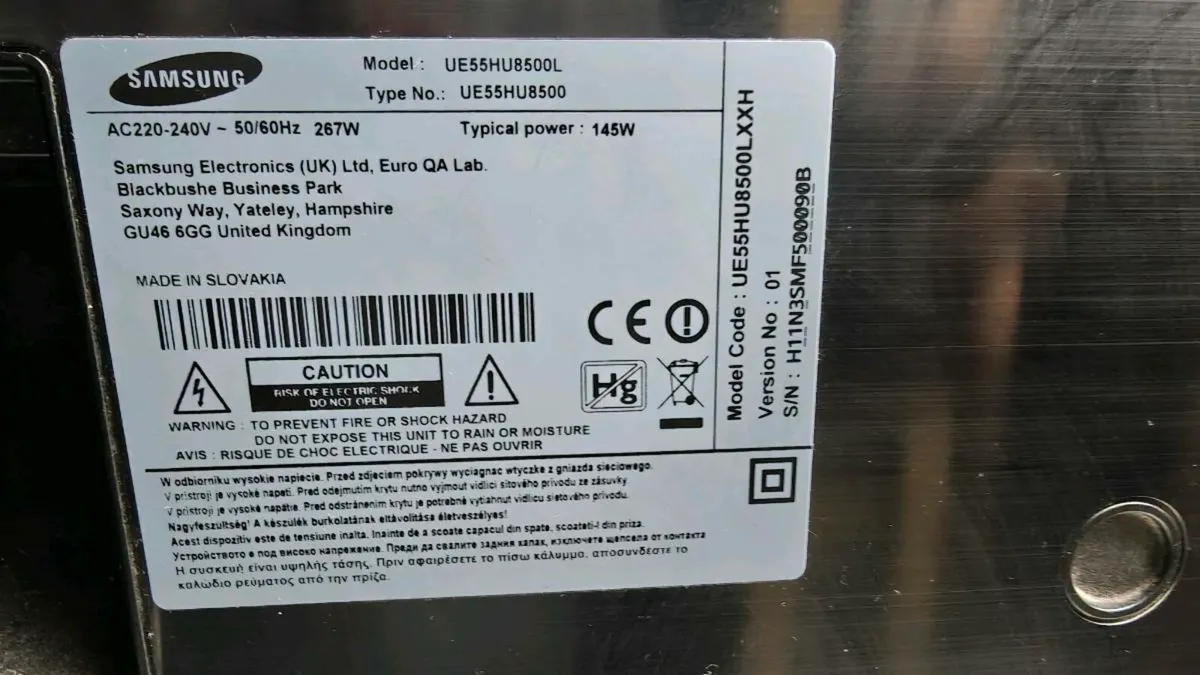 SAMSUNG
Model : UE55HU8500L
Type No.: UE55HU8500
AC220-240V ~ 50/60Hz 267W Typical power : 145W
Samsung Electronics (UK) Ltd, Euro QA Lab.
Blackbushe Business Park
Saxony Way, Yateley, Hampshire
GU46 6GG United Kingdom
MADE IN SLOVAKIA
CE
CAUTION
RISK OF ELECTRIC SHOCK
DO NOT OPEN
Hg
WARNING : TO PREVENT FIRE OR SHOCK HAZARD
DO NOT EXPOSE THIS UNIT TO RAIN OR MOISTURE
AVIS : RISQUE DE CHOC ELECTRIQUE - NE PAS OUVRIR
W odbiorniku wysokie napiecie. Przed zdjeciem pokrywy wyciagnac wtyczke z gniazda sieciowego.
V prístroji je vysoké napětí. Před odejmutím krytu nutno vyjmout vidlici síťového přívodu ze zásuvky.
V prístroji je vysoké napätie. Pred odstránením krytu je potrebné vytiahnut vidlicu sieťového prívodu.
Nagyfeszültség! A készülék burkolatának eltávolítása életveszélyes!
Acest dispozitiv este de tensiune inalta. Inainte de a scoate capacul din spate, scoateti-l din priza.
Устройството е под високо напрежение. Преди да свалите задния капак, изключете щепсела от контакта
Η συσκευή είναι υψηλής τάσης. Πριν αφαιρέσετε το πίσω κάλυμμα, αποσυνδέστε το
καλώδιο ρεύματος από την πρίζα.
Model Code : UE55HU8500LXXH
Version No : 01
S/N : H11N3SMF500090B